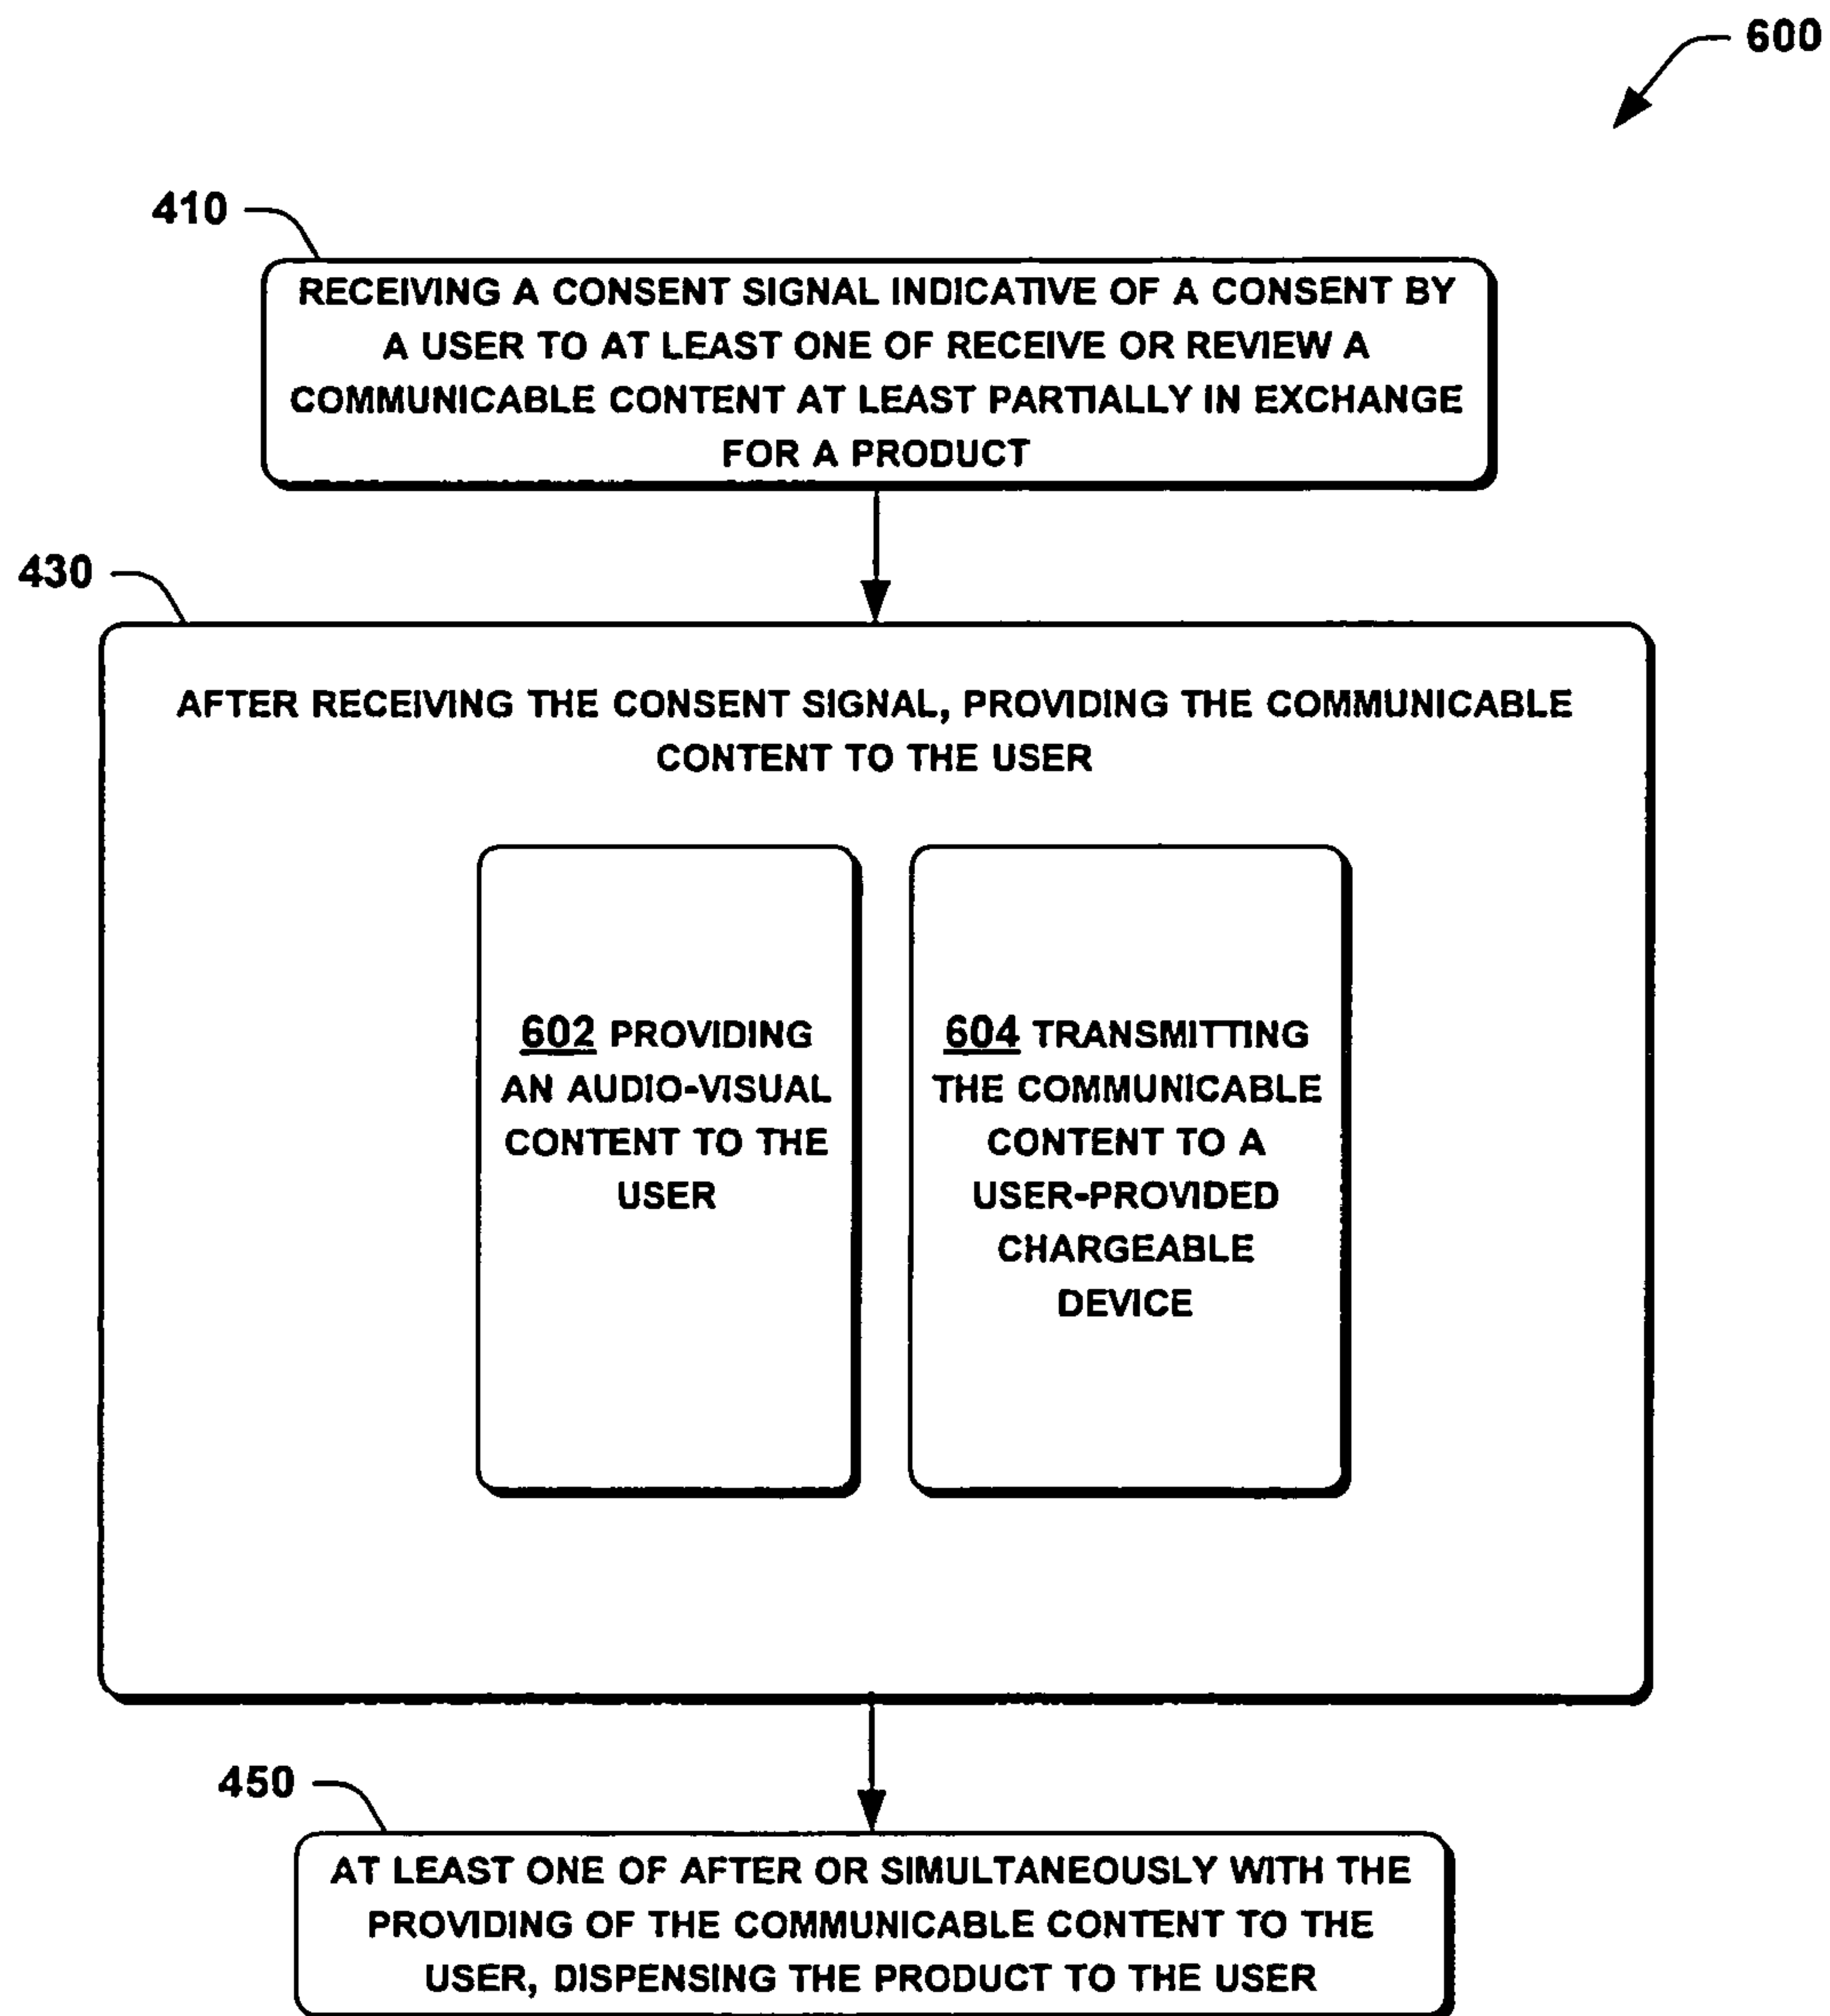 600
410
RECEIVING A CONSENT SIGNAL INDICATIVE OF A CONSENT BY
A USER TO AT LEAST ONE OF RECEIVE OR REVIEW A
COMMUNICABLE CONTENT AT LEAST PARTIALLY IN EXCHANGE
FOR A PRODUCT
430
AFTER RECEIVING THE CONSENT SIGNAL, PROVIDING THE COMMUNICABLE
CONTENT TO THE USER
602 PROVIDING
AN AUDIO-VISUAL
CONTENT TO THE
USER
604 TRANSMITTING
THE COMMUNICABLE
CONTENT TO A
USER-PROVIDED
CHARGEABLE
DEVICE
450
AT LEAST ONE OF AFTER OR SIMULTANEOUSLY WITH THE
PROVIDING OF THE COMMUNICABLE CONTENT TO THE
USER, DISPENSING THE PRODUCT TO THE USER